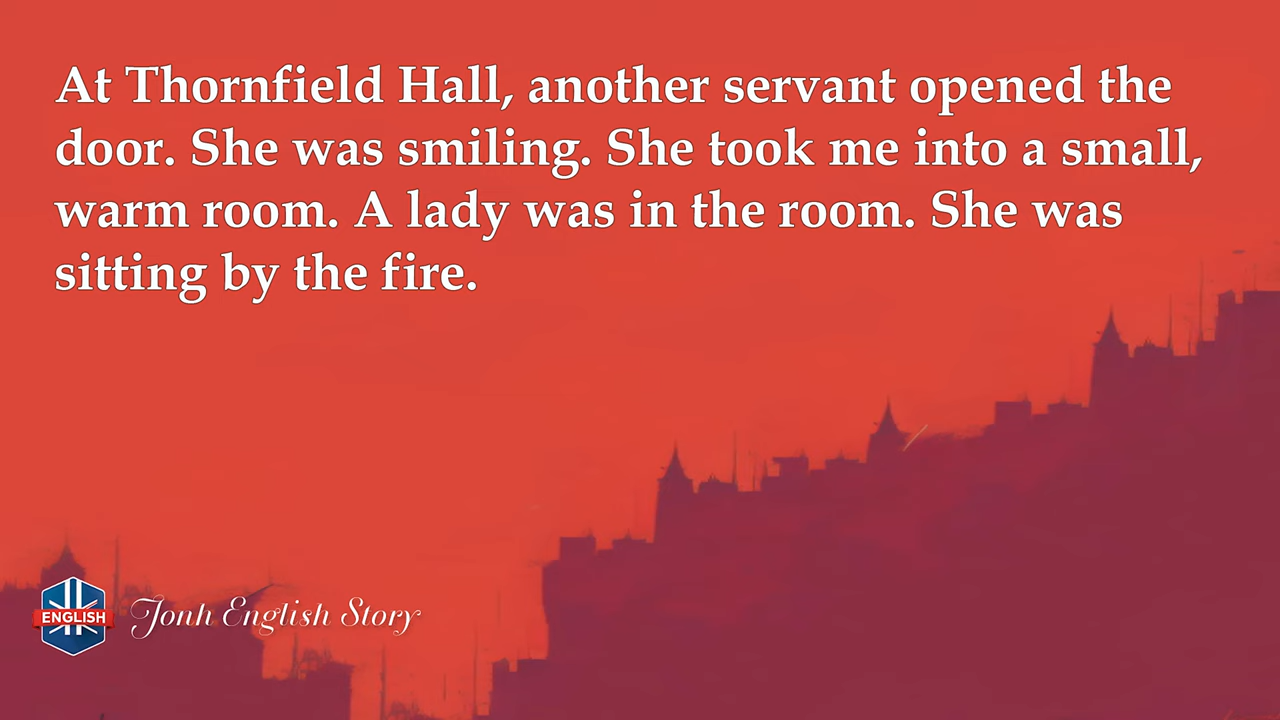 At Thornfield Hall, another servant opened the
door. She was smiling. She took me into a small,
warm room. A lady was in the room. She was
sitting by the fire.
ENGLISH
Jonh English Story